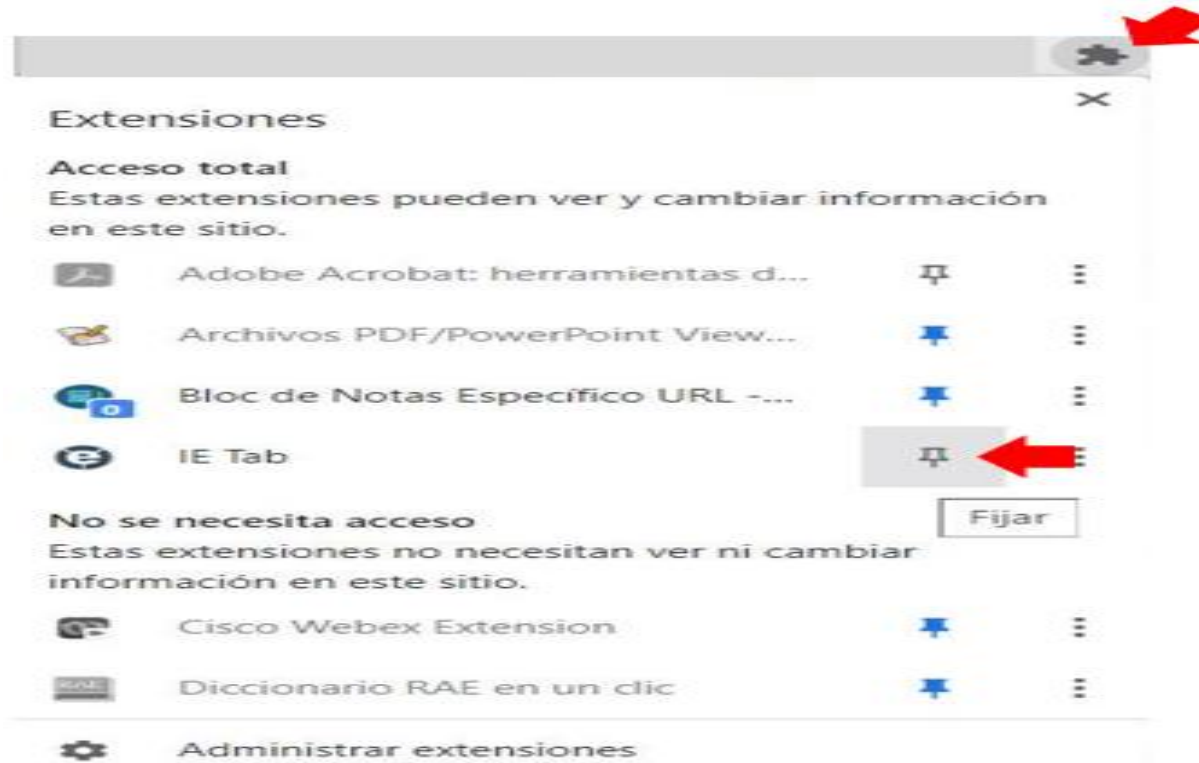 Extensiones
Acceso total
Estas extensiones pueden ver y cambiar información
en este sitio.
Adobe Acrobat: herramientas d...
Archivos PDF/PowerPoint View...
Bloc de Notas Específico URL -...
IE Tab
No se necesita acceso
Fijar
Estas extensiones no necesitan ver ni cambiar
información en este sitio.
Cisco Webex Extension
Diccionario RAE en un clic
Administrar extensiones